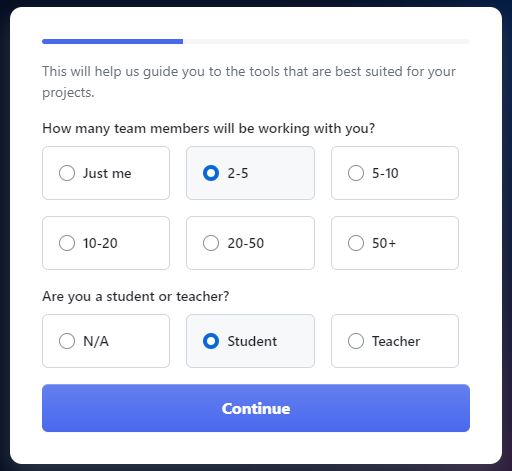 This will help us guide you to the tools that are best suited for your
projects.
How many team members will be working with you?
Just me
2-5
5-10
10-20
20-50
50+
Are you a student or teacher?
N/A
Student
Teacher
Continue